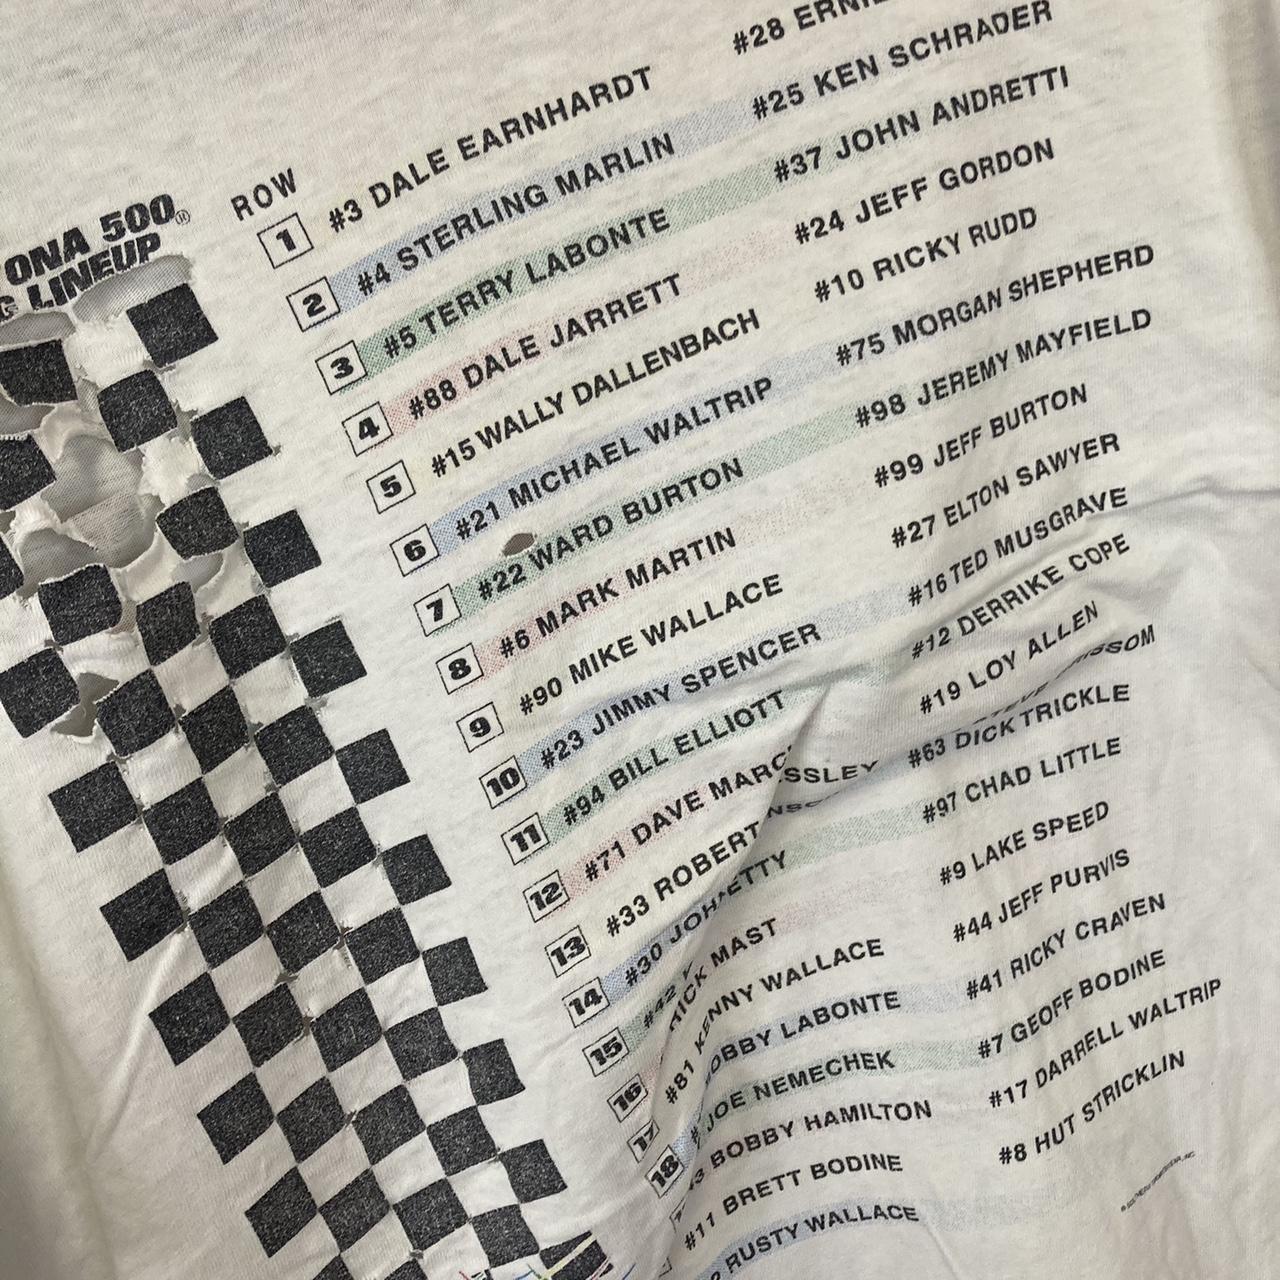 ONA 500®
G LINEUP
ROW
1 #3 DALE EARNHARDT #28
2 #4 STERLING MARLIN #25 KEN SCHRADER
3 #5 TERRY LABONTE #37 JOHN ANDRETTI
4 #88 DALE JARRETT #24 JEFF GORDON
5 #15 WALLY DALLENBACH #10 RICKY RUDD
6 #21 MICHAEL WALTRIP #75 MORGAN SHEPHERD
7 #22 WARD BURTON #98 JEREMY MAYFIELD
8 #6 MARK MARTIN #99 JEFF BURTON
9 #90 MIKE WALLACE #27 ELTON SAWYER
10 #23 JIMMY SPENCER #16 TED MUSGRAVE
11 #94 BILL ELLIOTT #12 DERRIKE COPE
12 #71 DAVE MARC #19 LOY ALLEN
13 #33 ROBERT SSLEY
14 #30 JOH #63 DICK TRICKLE
15 #42 ETTY #97 CHAD LITTLE
16 RICK MAST #9 LAKE SPEED
17 #81 KENNY WALLACE #44 JEFF PURVIS
18 OBBY LABONTE #41 RICKY CRAVEN
JOE NEMECHEK #7 GEOFF BODINE
BOBBY HAMILTON #17 DARRELL WALTRIP
#11 BRETT BODINE #8 HUT STRICKLIN
RUSTY WALLACE